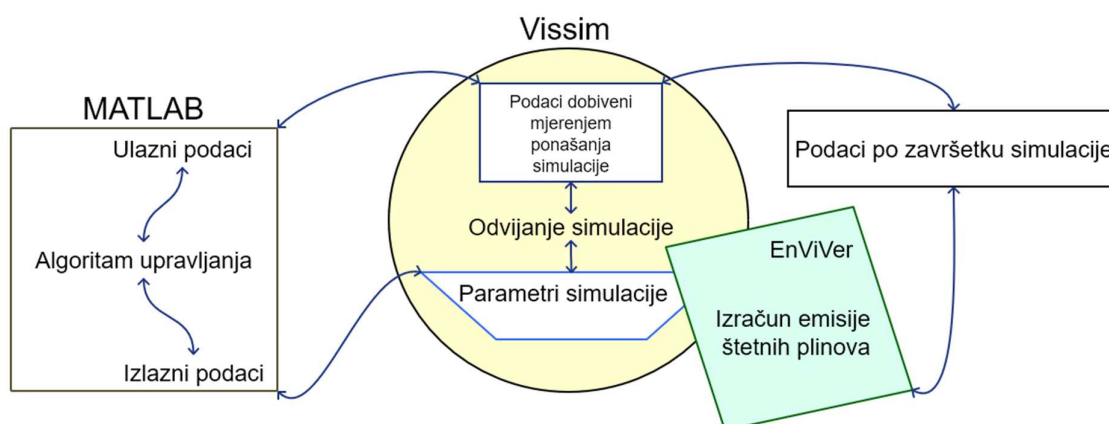 Vissim
MATLAB
Ulazni podaci
Algoritam upravljanja
Izlazni podaci
Podaci dobiveni
mjerenjem
ponašanja
simulacije
Odvijanje simulacije
Parametri simulacije
Podaci po završetku simulacije
EnViVer
Izračun emisije
štetnih plinova